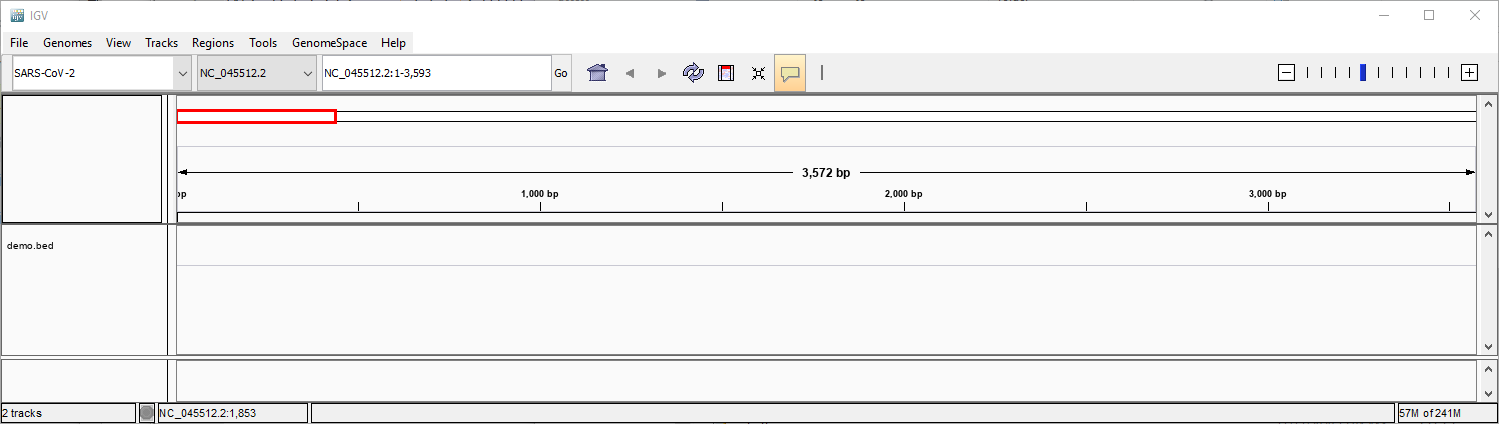 IGV
File Genomes View Tracks Regions Tools GenomeSpace Help
SARS-CoV-2 NC_045512.2 NC_045512.2:1-3,593 Go
3,572 bp
bp 1,000 bp 2,000 bp 3,000 bp
demo.bed
2 tracks NC_045512.2:1,853 57M of 241M